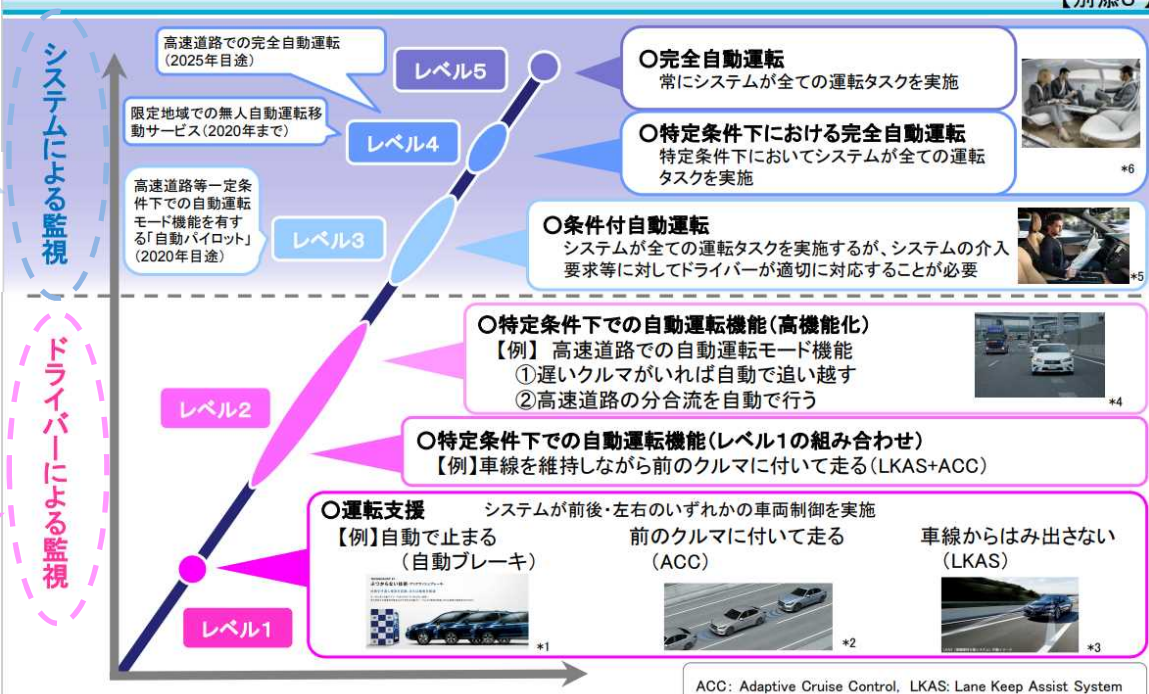 【別添3】
システムによる監視
高速道路での完全自動運転
(2025年目途)
レベル5
〇完全自動運転
常にシステムが全ての運転タスクを実施
限定地域での無人自動運転移
動サービス(2020年まで)
レベル4
〇特定条件下における完全自動運転
特定条件下においてシステムが全ての運転
タスクを実施
*6
高速道路等一定条
件下での自動運転
モード機能を有す
る「自動パイロット」
(2020年目途)
レベル3
〇条件付自動運転
システムが全ての運転タスクを実施するが、システムの介入
要求等に対してドライバーが適切に対応することが必要
*5
ドライバーによる監視
〇特定条件下での自動運転機能(高機能化)
【例】 高速道路での自動運転モード機能
①遅いクルマがいれば自動で追い越す
②高速道路の分合流を自動で行う
*4
レベル2
〇特定条件下での自動運転機能(レベル1の組み合わせ)
【例】車線を維持しながら前のクルマに付いて走る(LKAS+ACC)
〇運転支援 システムが前後・左右のいずれかの車両制御を実施
【例】自動で止まる
(自動ブレーキ)
前のクルマに付いて走る
(ACC)
車線からはみ出さない
(LKAS)
ぶつからない技術
*1
*2
*3
レベル1
ACC: Adaptive Cruise Control, LKAS: Lane Keep Assist System